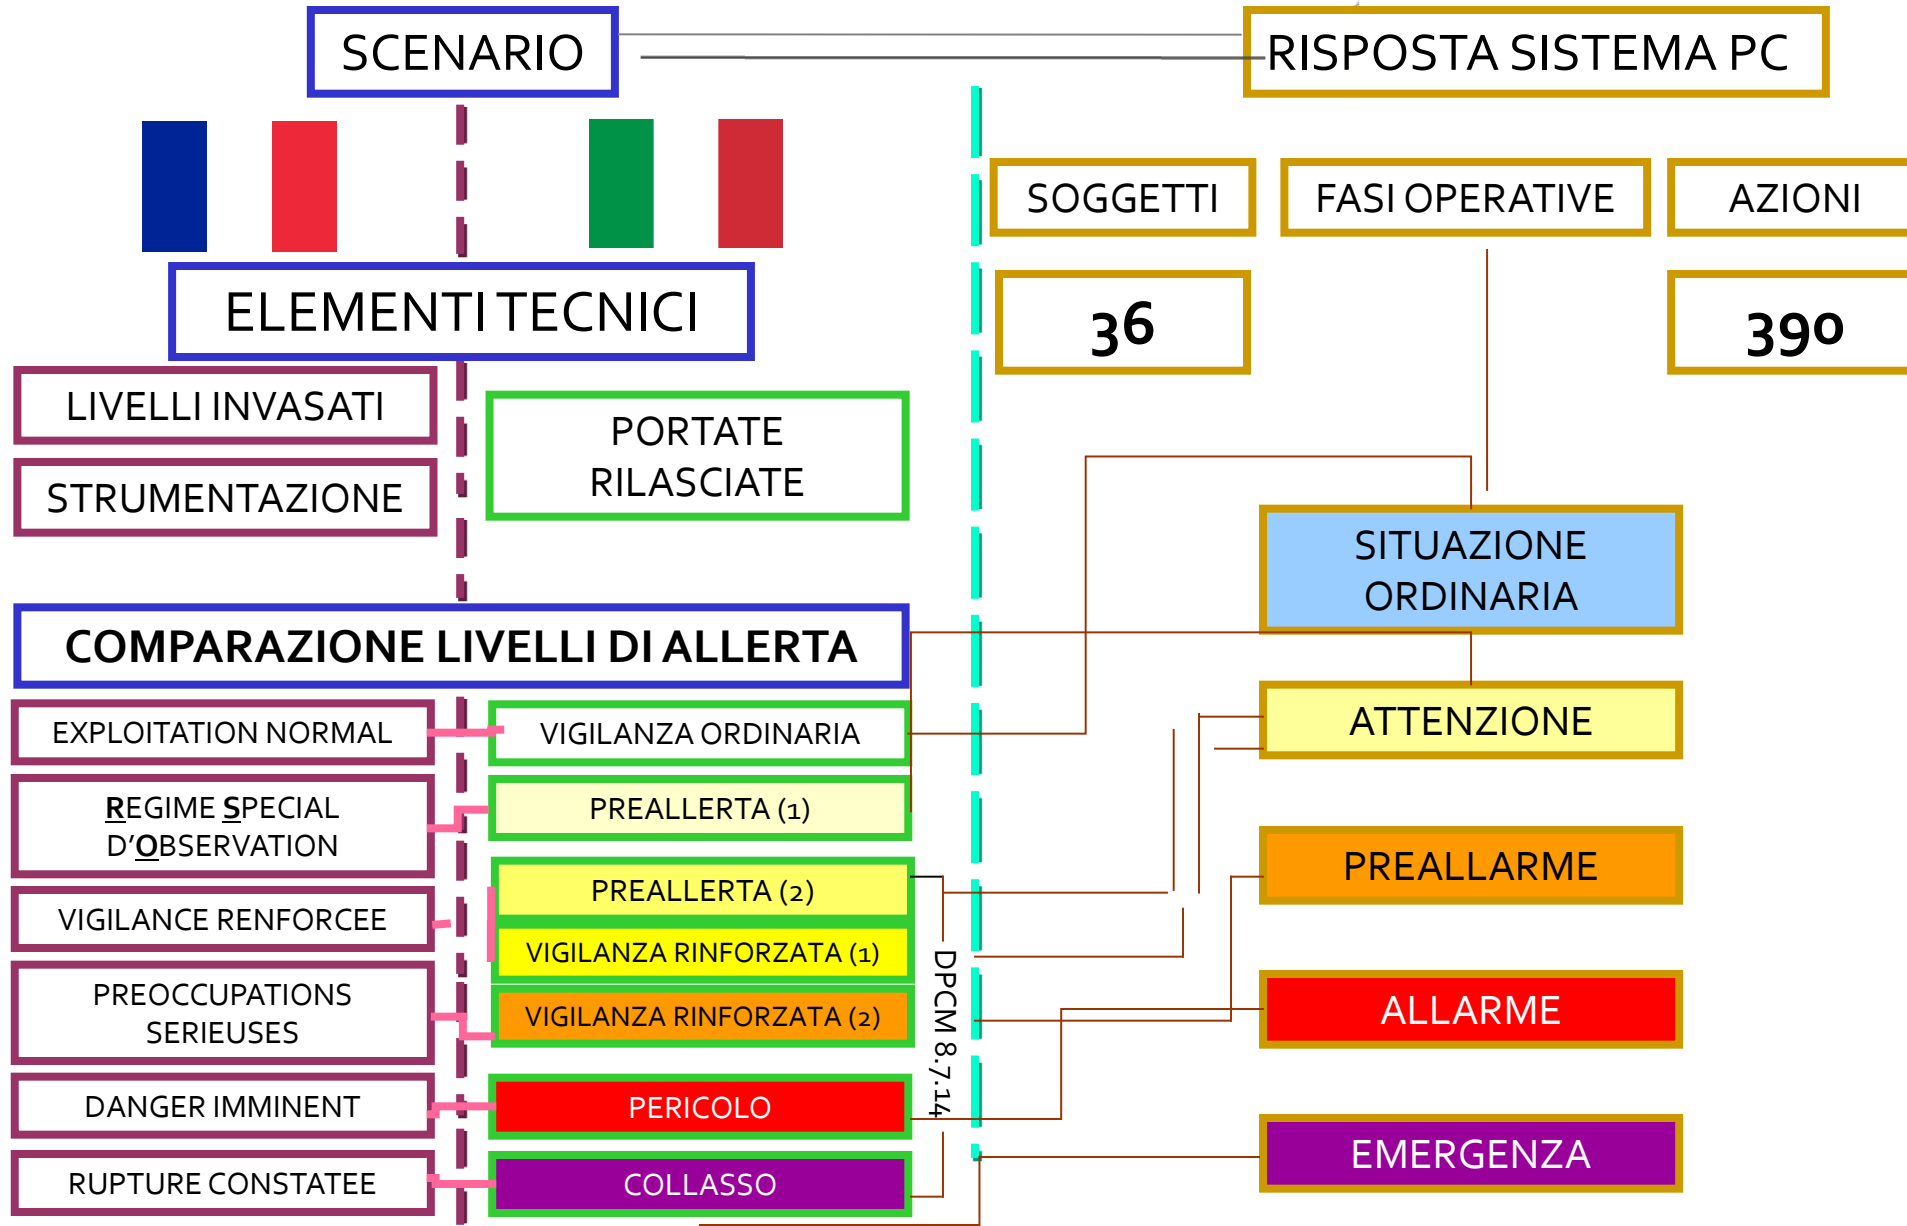 SCENARIO
RISPOSTA SISTEMA PC
SOGGETTI
FASI OPERATIVE
AZIONI
ELEMENTI TECNICI
36
390
LIVELLI INVASATI
STRUMENTAZIONE
PORTATE
RILASCIATE
SITUAZIONE
ORDINARIA
COMPARAZIONE LIVELLI DI ALLERTA
EXPLOITATION NORMAL
VIGILANZA ORDINARIA
ATTENZIONE
REGIME SPECIAL
D'OBSERVATION
PREALLERTA (1)
PREALLARME
VIGILANCE RENFORCEE
PREALLERTA (2)
VIGILANZA RINFORZATA (1)
PREOCCUPATIONS
SERIEUSES
VIGILANZA RINFORZATA (2)
DPCM 8.7.14
ALLARME
DANGER IMMINENT
PERICOLO
EMERGENZA
RUPTURE CONSTATEE
COLLASSO